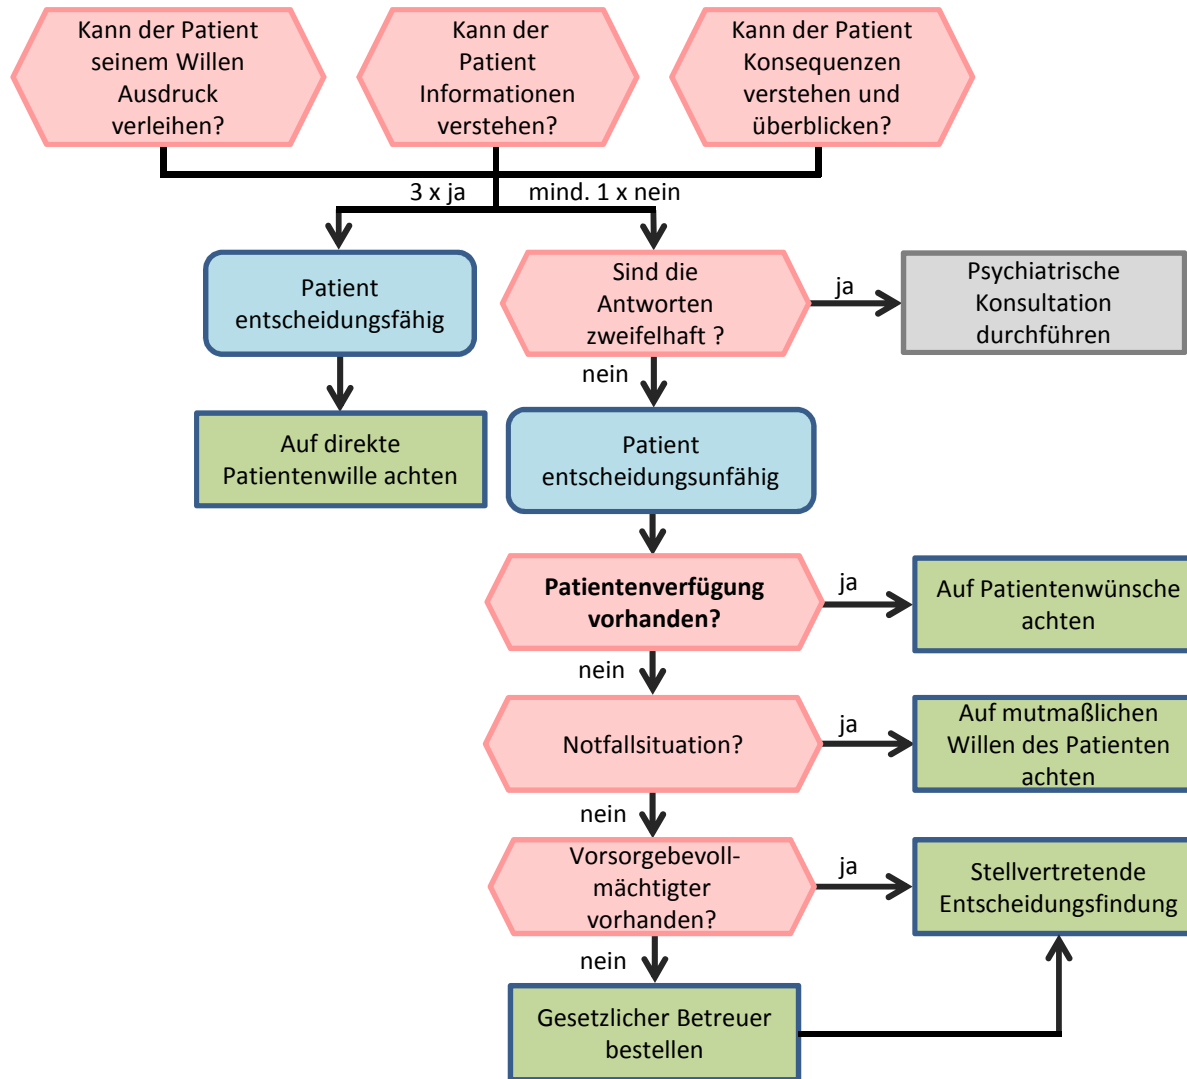 Kann der Patient
seinem Willen
Ausdruck
verleihen?
Kann der
Patient
Informationen
verstehen?
Kann der Patient
Konsequenzen
verstehen und
überblicken?
3 x ja
mind. 1 x nein
Patient
entscheidungsfähig
Sind die
Antworten
zweifelhaft ?
ja
Psychiatrische
Konsultation
durchführen
nein
Auf direkte
Patientenwille achten
Patient
entscheidungsunfähig
Patientenverfügung
vorhanden?
ja
Auf Patientenwünsche
achten
nein
Notfallsituation?
ja
Auf mutmaßlichen
Willen des Patienten
achten
nein
Vorsorgebevoll-
mächtigter
vorhanden?
ja
Stellvertretende
Entscheidungsfindung
nein
Gesetzlicher Betreuer
bestellen